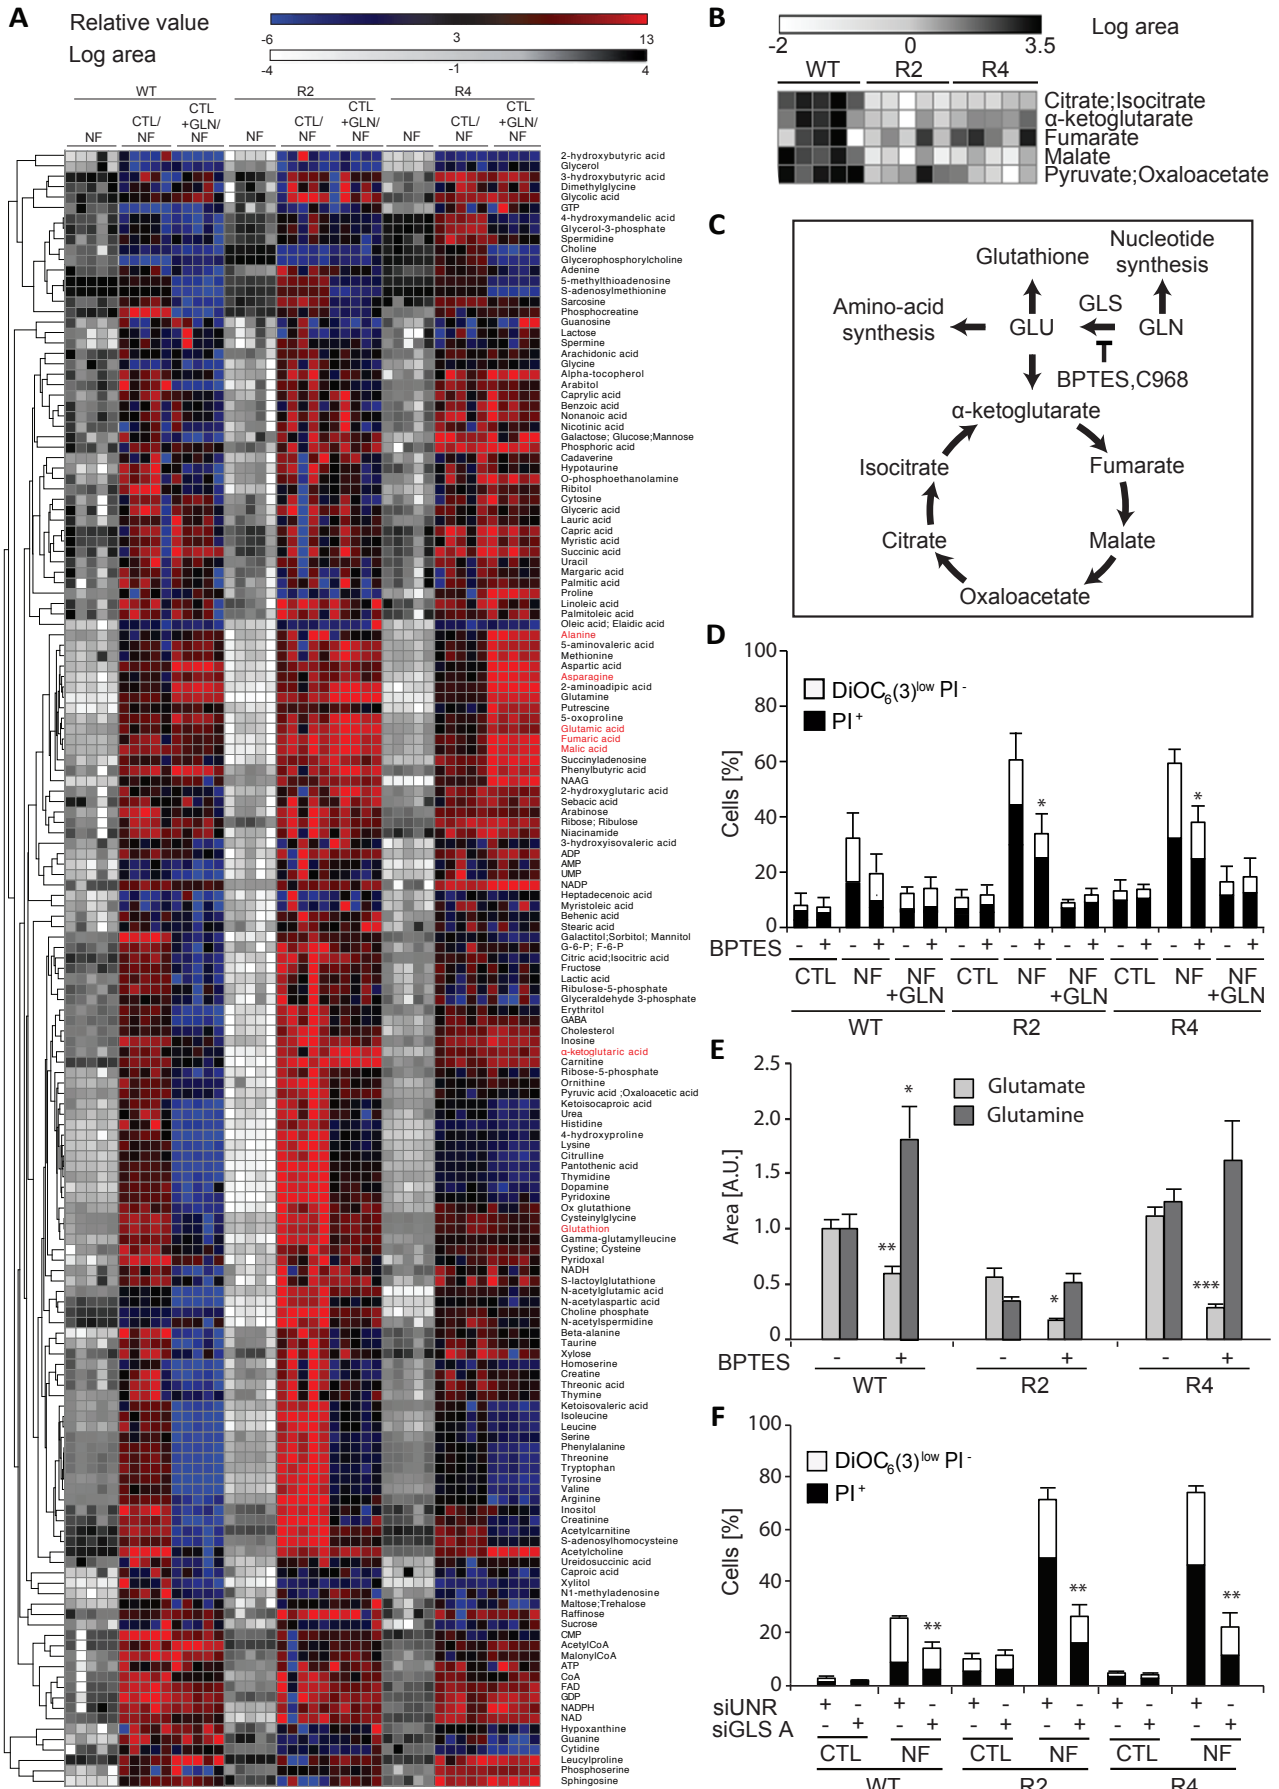 A
Relative value
-6
3
13
Log area
-4
-1
4
WT
R2
R4
NF
CTL/
NF
CTL
+GLN/
NF
NF
CTL/
NF
CTL
+GLN/
NF
NF
CTL/
NF
CTL
+GLN/
NF
2-hydroxybutyric acid
Glycerol
3-hydroxybutyric acid
Dimethylglycine
Glycolic acid
GTP
4-hydroxymandelic acid
Glycerol-3-phosphate
Spermidine
Choline
Glycerophosphorylcholine
Adenine
5-methylthioadenosine
S-adenosylmethionine
Sarcosine
Phosphocreatine
Guanosine
Lactose
Spermine
Arachidonic acid
Glycine
Alpha-tocopherol
Arabitol
Caprylic acid
Benzoic acid
Nonanoic acid
Nicotinic acid
Galactose; Glucose;Mannose
Phosphoric acid
Cadaverine
Hypotaurine
O-phosphoethanolamine
Ribitol
Cytosine
Glyceric acid
Lauric acid
Capric acid
Myristic acid
Succinic acid
Uracil
Margaric acid
Palmitic acid
Proline
Linoleic acid
Palmitoleic acid
Oleic acid; Elaidic acid
Alanine
5-aminovaleric acid
Methionine
Aspartic acid
Asparagine
2-aminoadipic acid
Glutamine
Putrescine
5-oxoproline
Glutamic acid
Fumaric acid
Malic acid
Succinyladenosine
Phenylbutyric acid
NAAG
2-hydroxyglutaric acid
Sebacic acid
Arabinose
Ribose; Ribulose
Niacinamide
3-hydroxyisovaleric acid
ADP
AMP
UMP
NADP
Heptadecenoic acid
Myristoleic acid
Behenic acid
Stearic acid
Galactitol;Sorbitol; Mannitol
G-6-P; F-6-P
Citric acid;Isocitric acid
Fructose
Lactic acid
Ribulose-5-phosphate
Glyceraldehyde 3-phosphate
Erythritol
GABA
Cholesterol
Inosine
α-ketoglutaric acid
Carnitine
Ribose-5-phosphate
Ornithine
Pyruvic acid ;Oxaloacetic acid
Ketoisocaproic acid
Urea
Histidine
4-hydroxyproline
Lysine
Citrulline
Pantothenic acid
Thymidine
Dopamine
Pyridoxine
Ox glutathione
Cysteinylglycine
Glutathion
Gamma-glutamylleucine
Cystine; Cysteine
Pyridoxal
NADH
S-lactoylglutathione
N-acetylglutamic acid
N-acetylaspartic acid
Choline phosphate
N-acetylspermidine
Beta-alanine
Taurine
Xylose
Homoserine
Creatine
Threonic acid
Thymine
Ketoisovaleric acid
Isoleucine
Leucine
Serine
Phenylalanine
Threonine
Tryptophan
Tyrosine
Valine
Arginine
Inositol
Creatinine
Acetylcarnitine
S-adenosylhomocysteine
Acetylcholine
Ureidosuccinic acid
Caproic acid
Xylitol
N1-methyladenosine
Maltose;Trehalose
Raffinose
Sucrose
CMP
AcetylCoA
MalonylCoA
ATP
CoA
FAD
GDP
NADPH
NAD
Hypoxanthine
Guanine
Cytidine
Leucylproline
Phosphoserine
Sphingosine
B
-2
0
3.5
Log area
WT
R2
R4
Citrate;Isocitrate
α-ketoglutarate
Fumarate
Malate
Pyruvate;Oxaloacetate
C
Nucleotide
synthesis
Glutathione
Amino-acid
synthesis
GLS
GLU
GLN
BPTES,C968
α-ketoglutarate
Isocitrate
Fumarate
Citrate
Malate
Oxaloacetate
D
100
80
60
40
20
0
Cells [%]
DiOC6(3)low PI-
PI+
*
*
BPTES - + - + - + - + - + - + - + - + - +
CTL NF NF CTL NF NF CTL NF NF
+GLN +GLN +GLN
WT R2 R4
E
2.5
2.0
1.5
1.0
0.5
0
Area [A.U.]
Glutamate
Glutamine
**
*
*
***
BPTES - + - + - +
WT R2 R4
F
100
80
60
40
20
0
Cells [%]
DiOC6(3)low PI-
PI+
**
**
**
siUNR + - + - + - + - + - + -
siGLS A - + - + - + - + - + - +
CTL NF CTL NF CTL NF
WT R2 R4